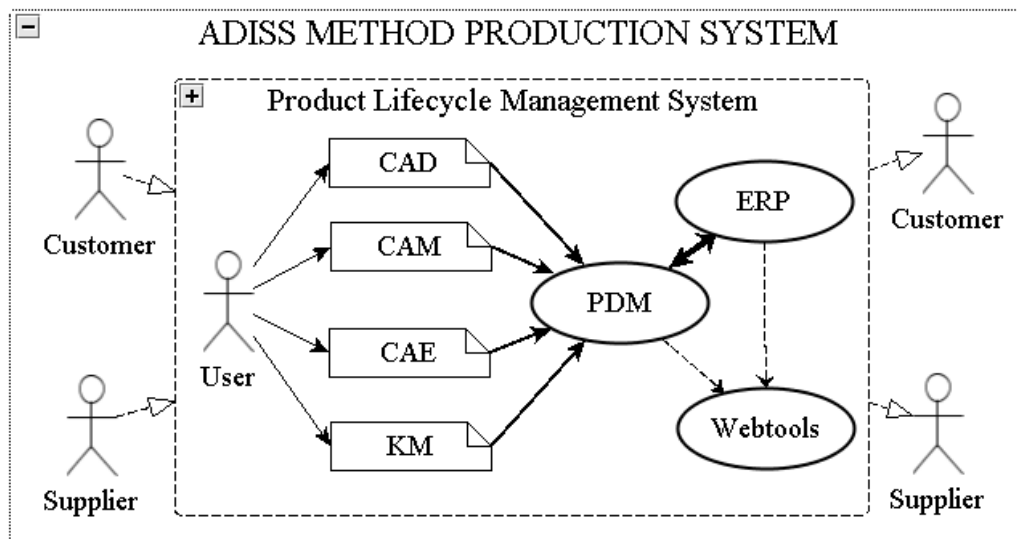 ADISS METHOD PRODUCTION SYSTEM
Product Lifecycle Management System
Customer
Supplier
User
CAD
CAM
CAE
KM
PDM
ERP
Webtools
Customer
Supplier